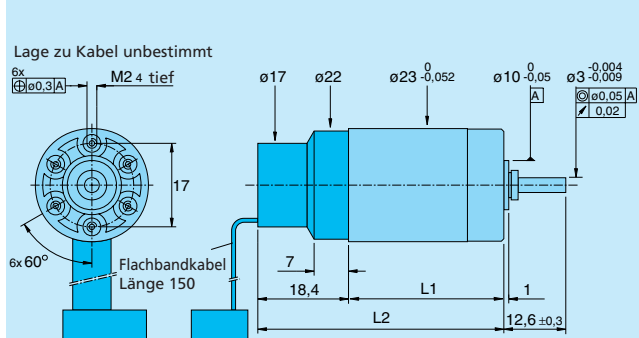 Lage zu Kabel unbestimmt
6x
⌖ ø0,3 A
M2 4 tief
ø17
ø22
ø23 0 -0,052
ø10 0 -0,05
A
ø3 -0,004 -0,009
◎ ø0,05 A
↗ 0,02
17
6x 60°
Flachbandkabel
Länge 150
7
18,4
L1
1
L2
12,6 ±0,3